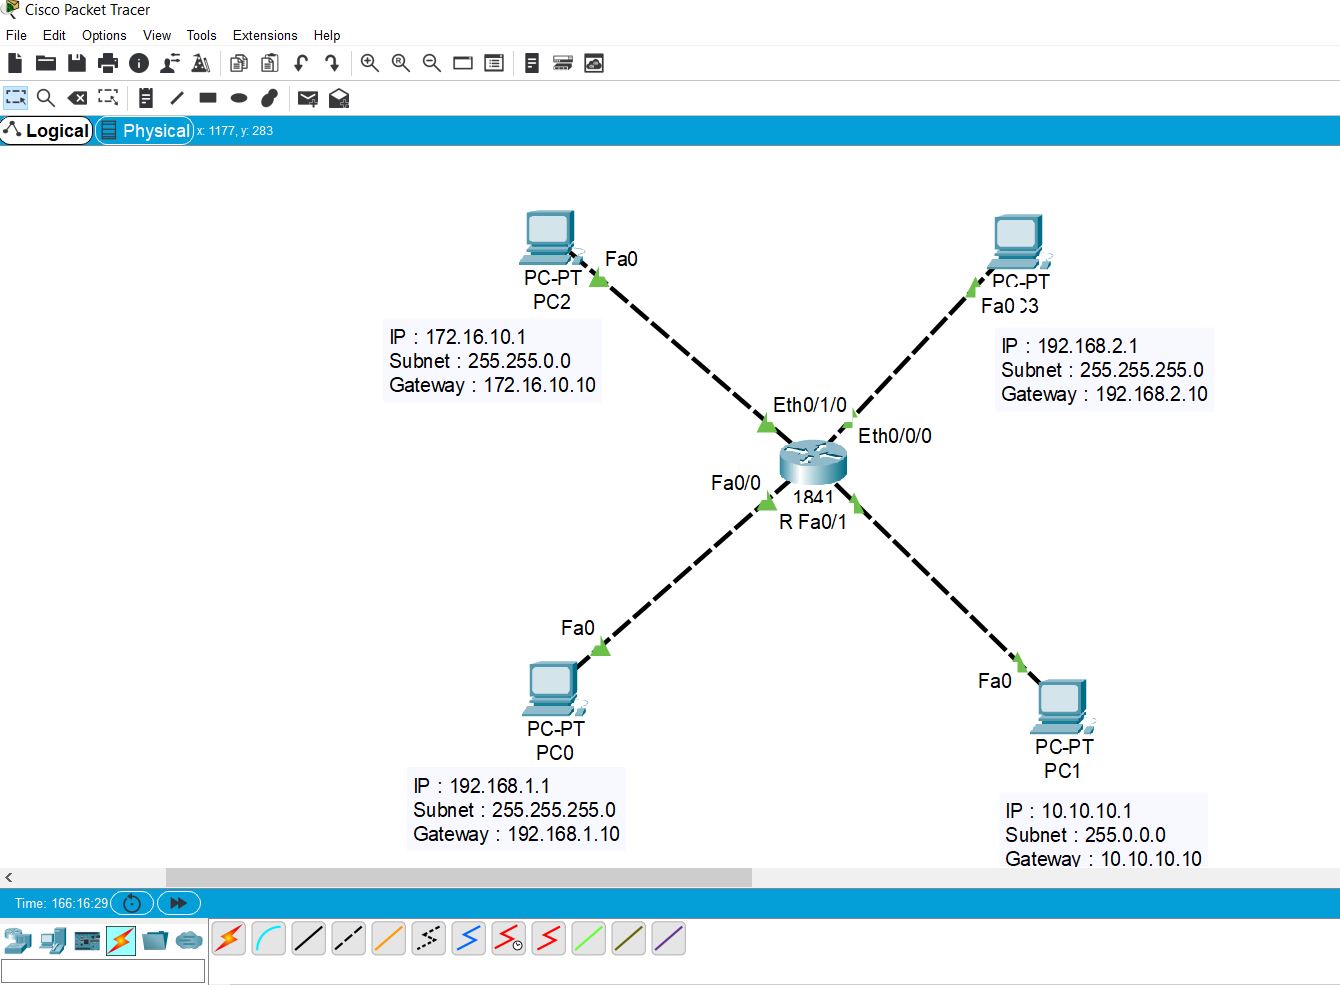 Cisco Packet Tracer
File Edit Options View Tools Extensions Help
Logical Physical x: 1177, y: 283
Fa0
PC-PT
PC2
IP : 172.16.10.1
Subnet : 255.255.0.0
Gateway : 172.16.10.10
PC-PT
Fa0 C3
IP : 192.168.2.1
Subnet : 255.255.255.0
Gateway : 192.168.2.10
Eth0/1/0
Eth0/0/0
Fa0/0
1841
R Fa0/1
Fa0
PC-PT
PC0
IP : 192.168.1.1
Subnet : 255.255.255.0
Gateway : 192.168.1.10
Fa0
PC-PT
PC1
IP : 10.10.10.1
Subnet : 255.0.0.0
Gateway : 10.10.10.10
Time: 166:16:29